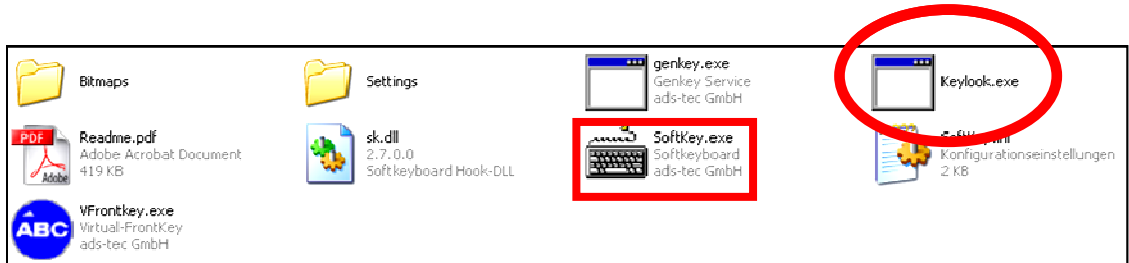 Bitmaps
Settings
genkey.exe
Genkey Service
ads-tec GmbH
Keylook.exe
PDF
Adobe
Readme.pdf
Adobe Acrobat Document
419 KB
sk.dll
2.7.0.0
Softkeyboard Hook-DLL
SoftKey.exe
Softkeyboard
ads-tec GmbH
Konfigurationseinstellungen
2 KB
ABC
VFrontkey.exe
Virtual-FrontKey
ads-tec GmbH